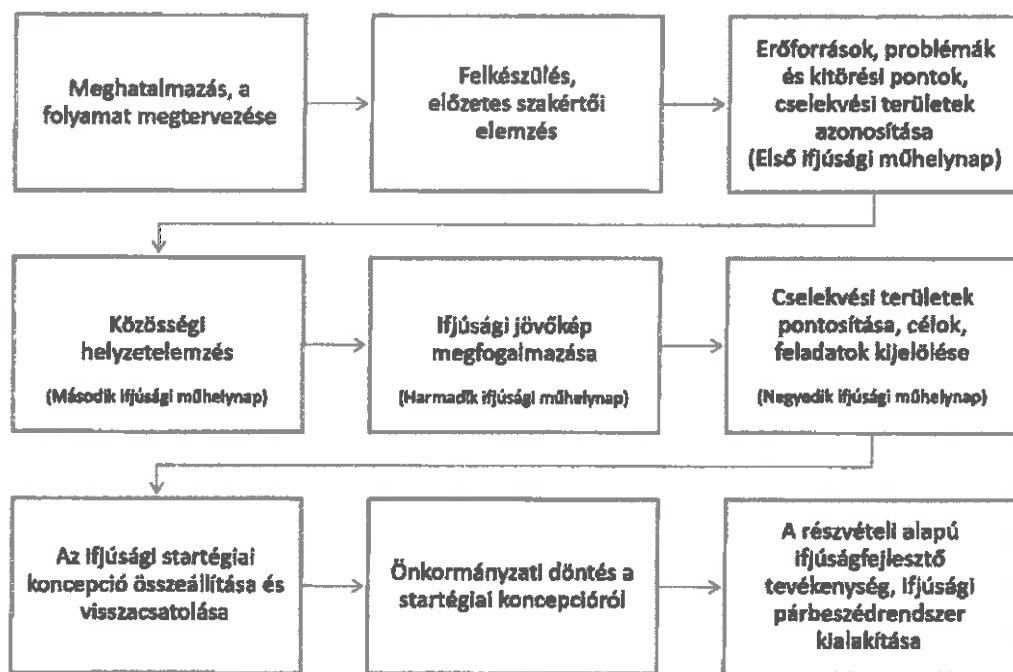 Meghatalmazás, a
folyamat megtervezése
Felkészülés,
előzetes szakértői
elemzés
Erőforrások, problémák
és kitörési pontok,
cselekvési területek
azonosítása
(Első ifjúsági műhelynap)
Közösségi
helyzetelemzés
(Második ifjúsági műhelynap)
Ifjúsági jövőkép
megfogalmazása
(Harmadik ifjúsági műhelynap)
Cselekvési területek
pontosítása, célok,
feladatok kijelölése
(Negyedik ifjúsági műhelynap)
Az ifjúsági startégiai
koncepció összeállítása és
visszacsatolása
Önkormányzati döntés a
startégiai koncepcióról
A részvételi alapú
ifjúságfejlesztő
tevékenység, ifjúsági
párbeszédrendszer
kialakítása